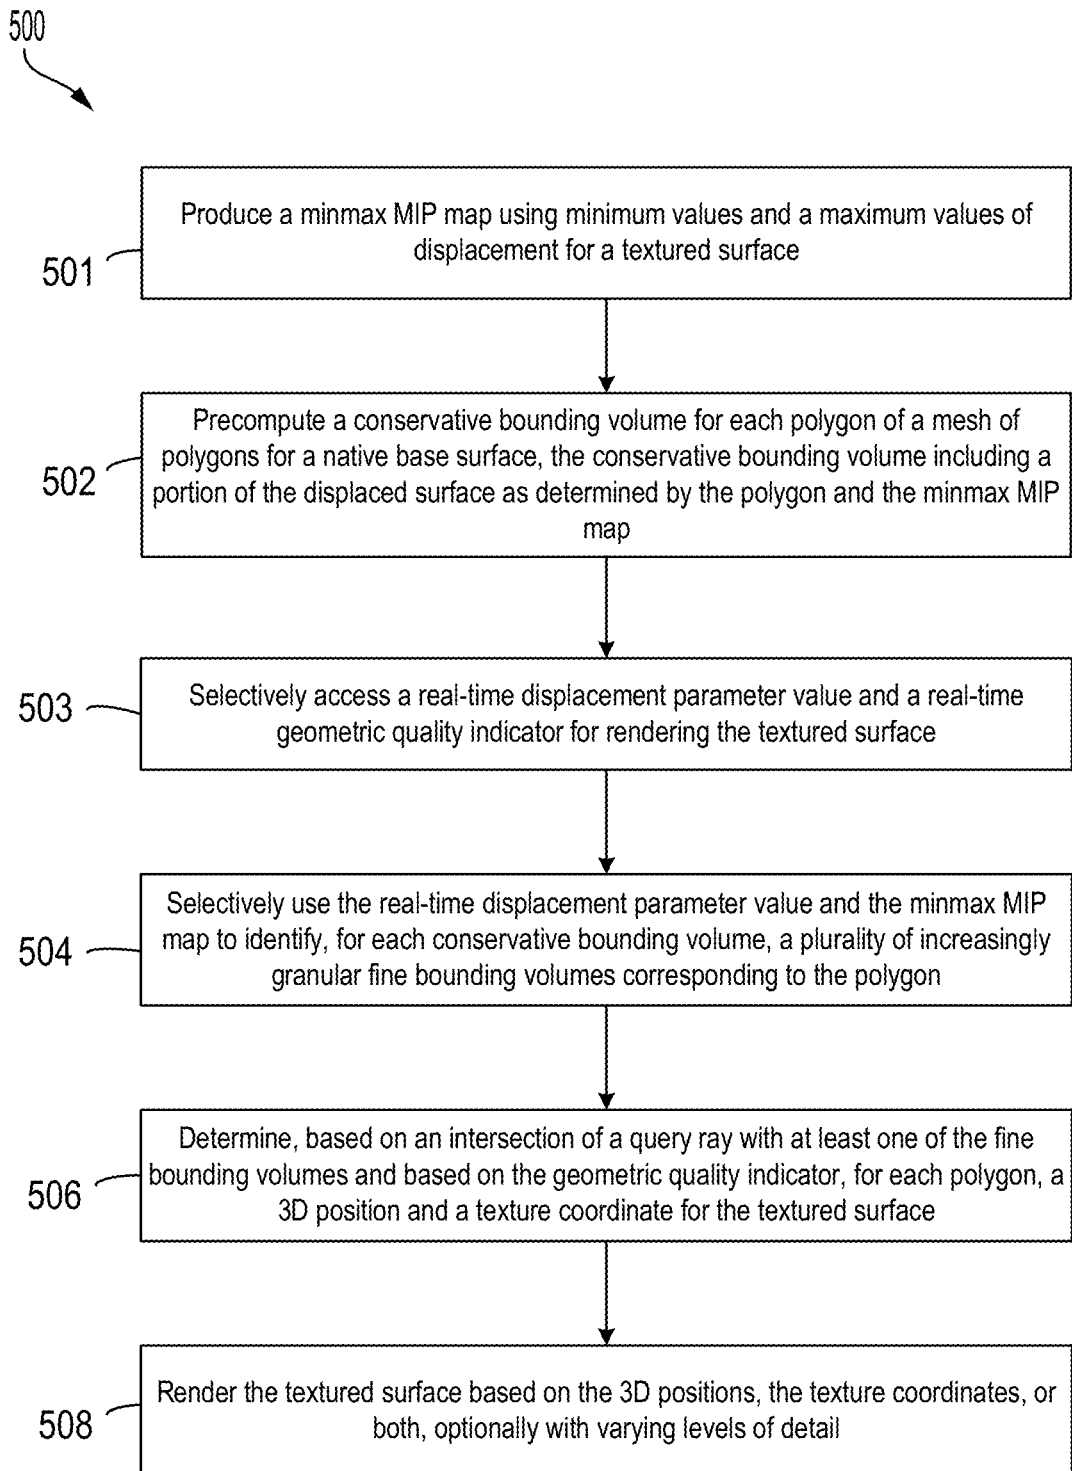 500
Produce a minmax MIP map using minimum values and a maximum values of
displacement for a textured surface
501
Precompute a conservative bounding volume for each polygon of a mesh of
polygons for a native base surface, the conservative bounding volume including a
portion of the displaced surface as determined by the polygon and the minmax MIP
map
502
Selectively access a real-time displacement parameter value and a real-time
geometric quality indicator for rendering the textured surface
503
Selectively use the real-time displacement parameter value and the minmax MIP
map to identify, for each conservative bounding volume, a plurality of increasingly
granular fine bounding volumes corresponding to the polygon
504
Determine, based on an intersection of a query ray with at least one of the fine
bounding volumes and based on the geometric quality indicator, for each polygon, a
3D position and a texture coordinate for the textured surface
506
Render the textured surface based on the 3D positions, the texture coordinates, or
both, optionally with varying levels of detail
508